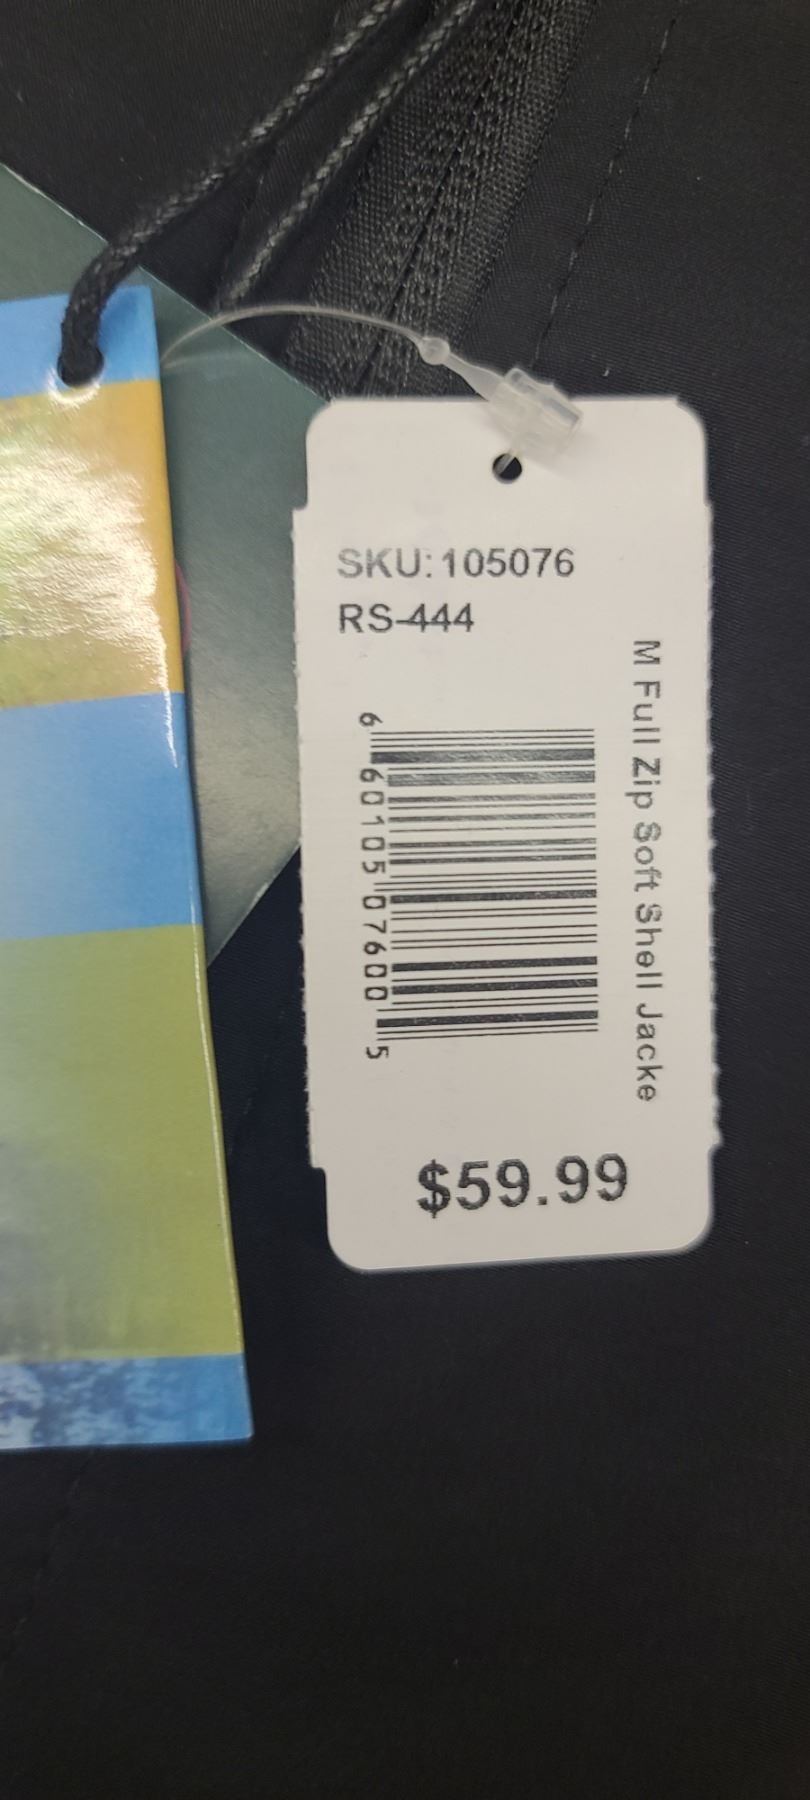 SKU: 105076
RS-444
M Full Zip Soft Shell Jacke
6 60105 07600 5
$59.99